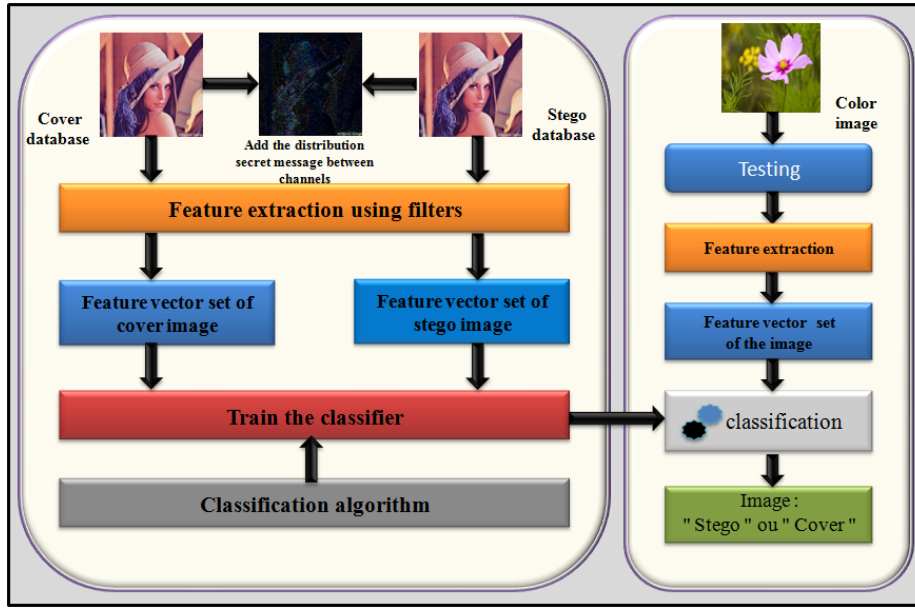 Cover
database
Add the distribution
secret message between
channels
Stego
database
Feature extraction using filters
Feature vector set of
cover image
Feature vector set of
stego image
Train the classifier
Classification algorithm
Color
image
Testing
Feature extraction
Feature vector set
of the image
classification
Image :
" Stego " ou " Cover "